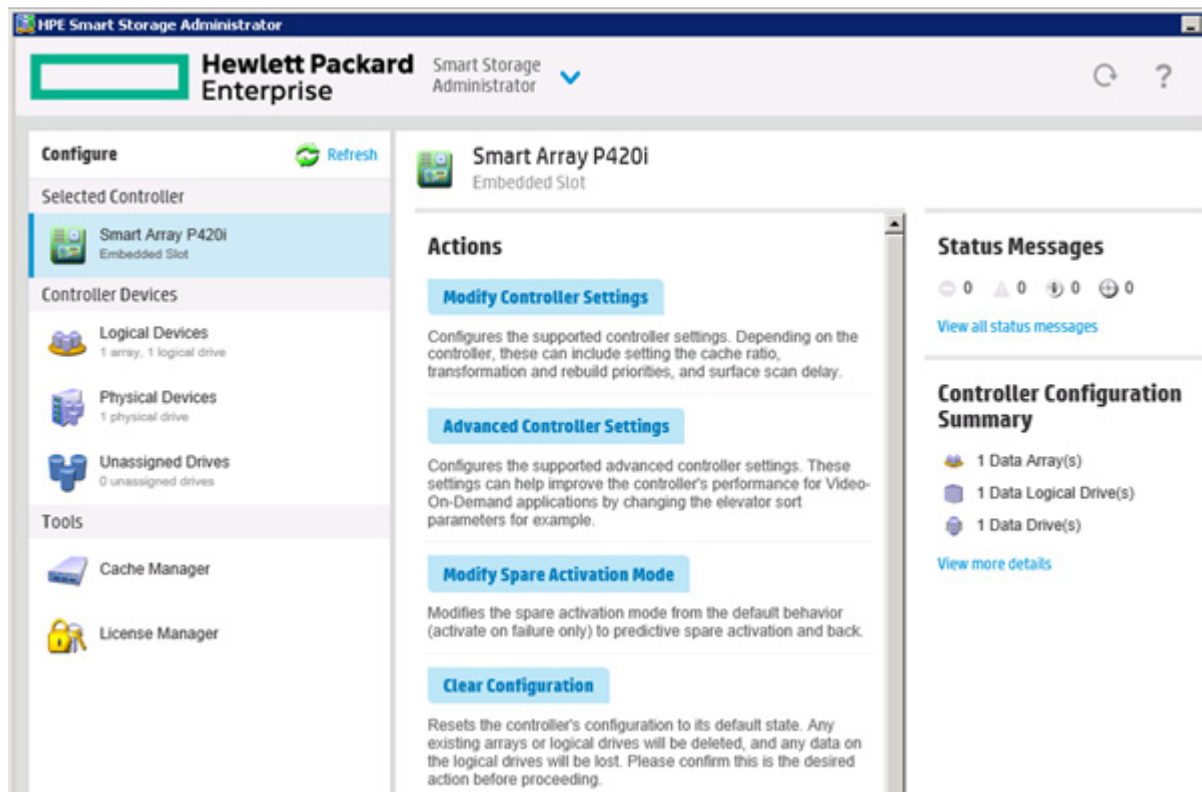 HPE Smart Storage Administrator
Hewlett Packard
Enterprise
Smart Storage
Administrator
?
Configure
Refresh
Selected Controller
Smart Array P420i
Embedded Slot
Controller Devices
Logical Devices
1 array, 1 logical drive
Physical Devices
1 physical drive
Unassigned Drives
0 unassigned drives
Tools
Cache Manager
License Manager
Smart Array P420i
Embedded Slot
Actions
Modify Controller Settings
Configures the supported controller settings. Depending on the
controller, these can include setting the cache ratio,
transformation and rebuild priorities, and surface scan delay.
Advanced Controller Settings
Configures the supported advanced controller settings. These
settings can help improve the controller's performance for Video-
On-Demand applications by changing the elevator sort
parameters for example.
Modify Spare Activation Mode
Modifies the spare activation mode from the default behavior
(activate on failure only) to predictive spare activation and back.
Clear Configuration
Resets the controller's configuration to its default state. Any
existing arrays or logical drives will be deleted, and any data on
the logical drives will be lost. Please confirm this is the desired
action before proceeding.
Status Messages
0 0 0 0
View all status messages
Controller Configuration
Summary
1 Data Array(s)
1 Data Logical Drive(s)
1 Data Drive(s)
View more details